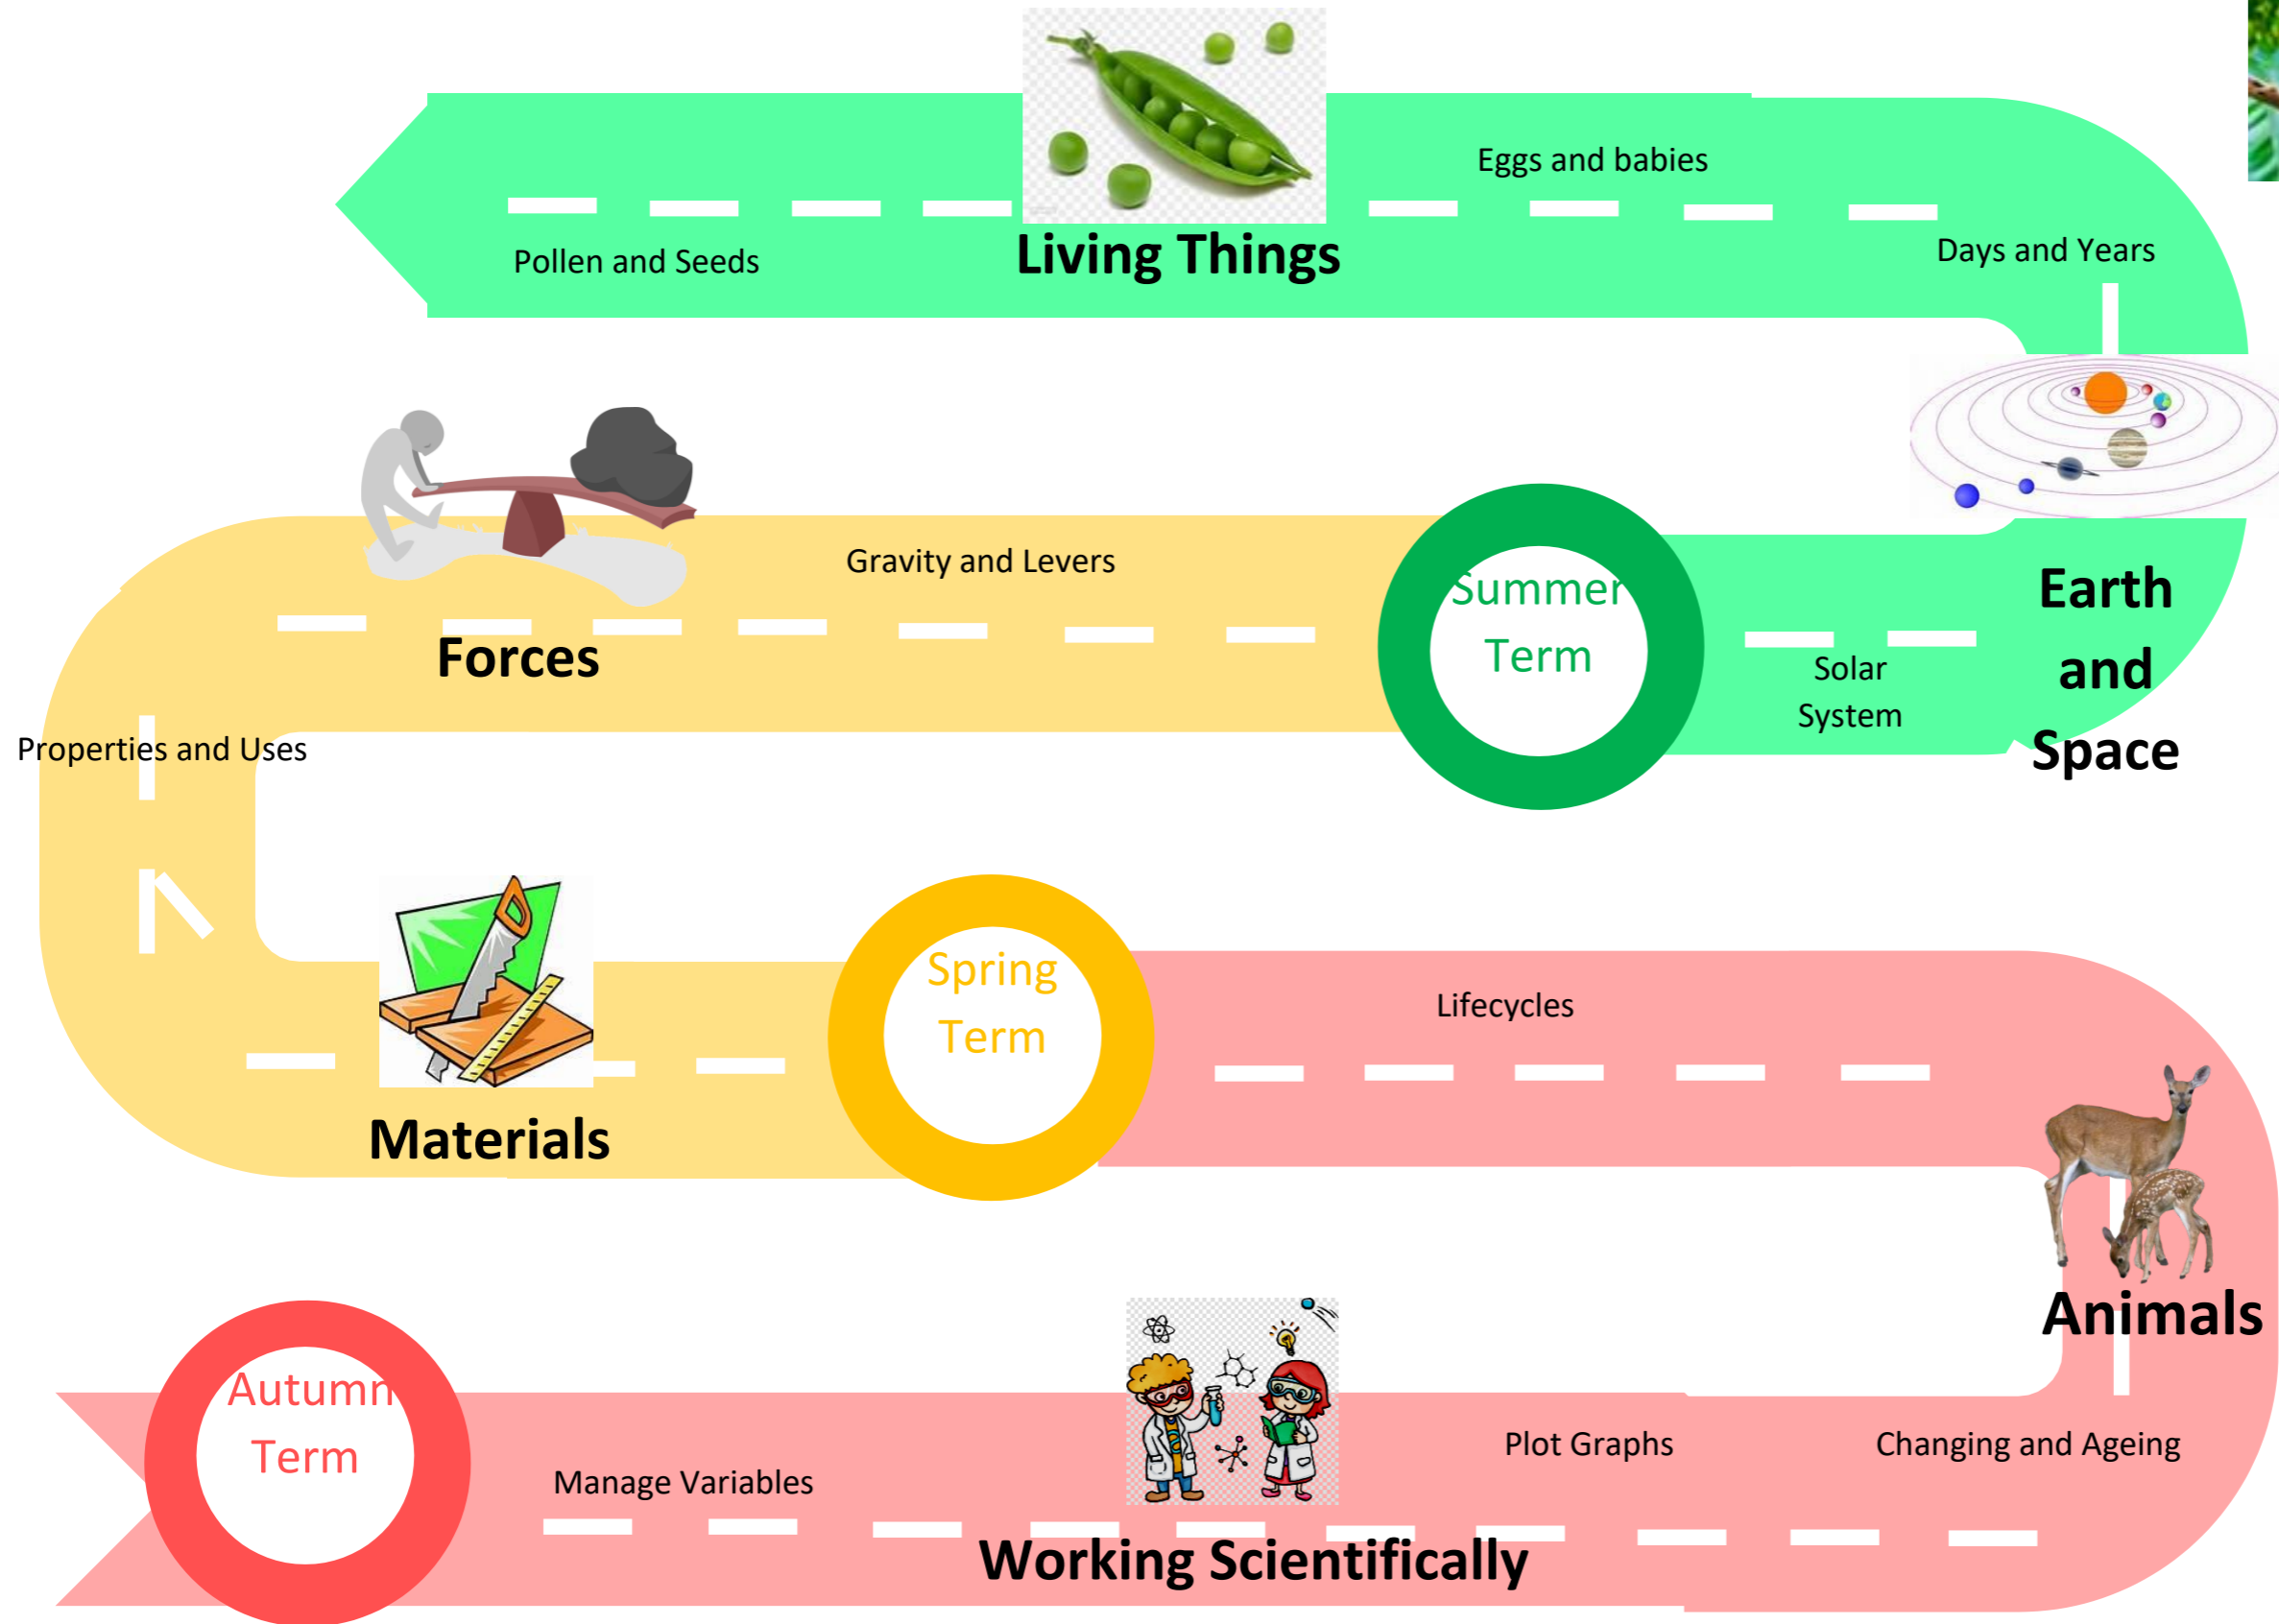 Eggs and babies
Days and Years
Pollen and Seeds
Living Things
Gravity and Levers
Summer
Term
Forces
Solar
System
Earth
and
Space
Properties and Uses
Spring
Term
Lifecycles
Materials
Animals
Autumn
Term
Manage Variables
Plot Graphs
Changing and Ageing
Working Scientifically